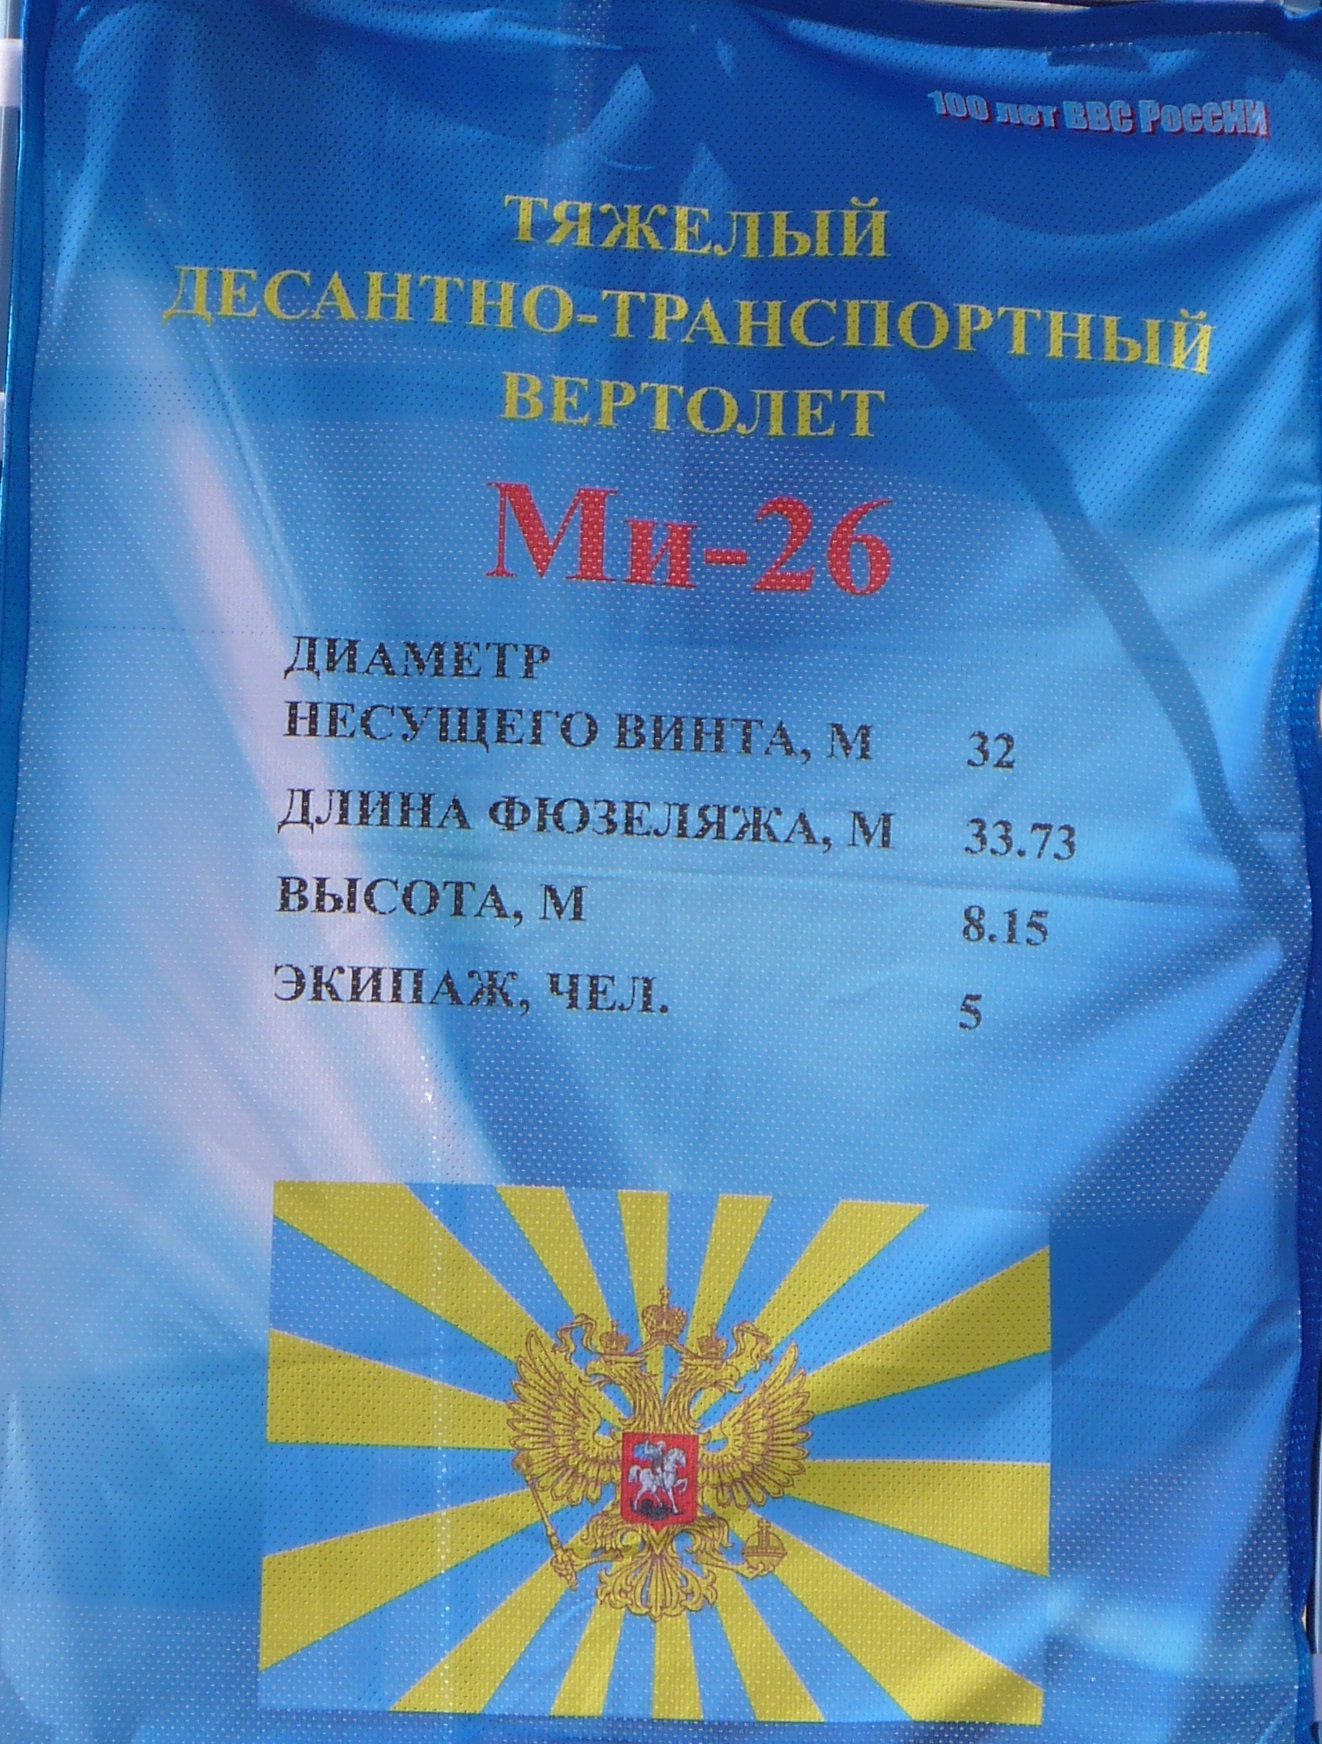 100 лет ВВС РоссИИ
ТЯЖЕЛЫЙ
ДЕСАНТНО-ТРАНСПОРТНЫЙ
ВЕРТОЛЕТ
Ми-26
ДИАМЕТР
НЕСУЩЕГО ВИНТА, М 32
ДЛИНА ФЮЗЕЛЯЖА, М 33.73
ВЫСОТА, М 8.15
ЭКИПАЖ, ЧЕЛ. 5